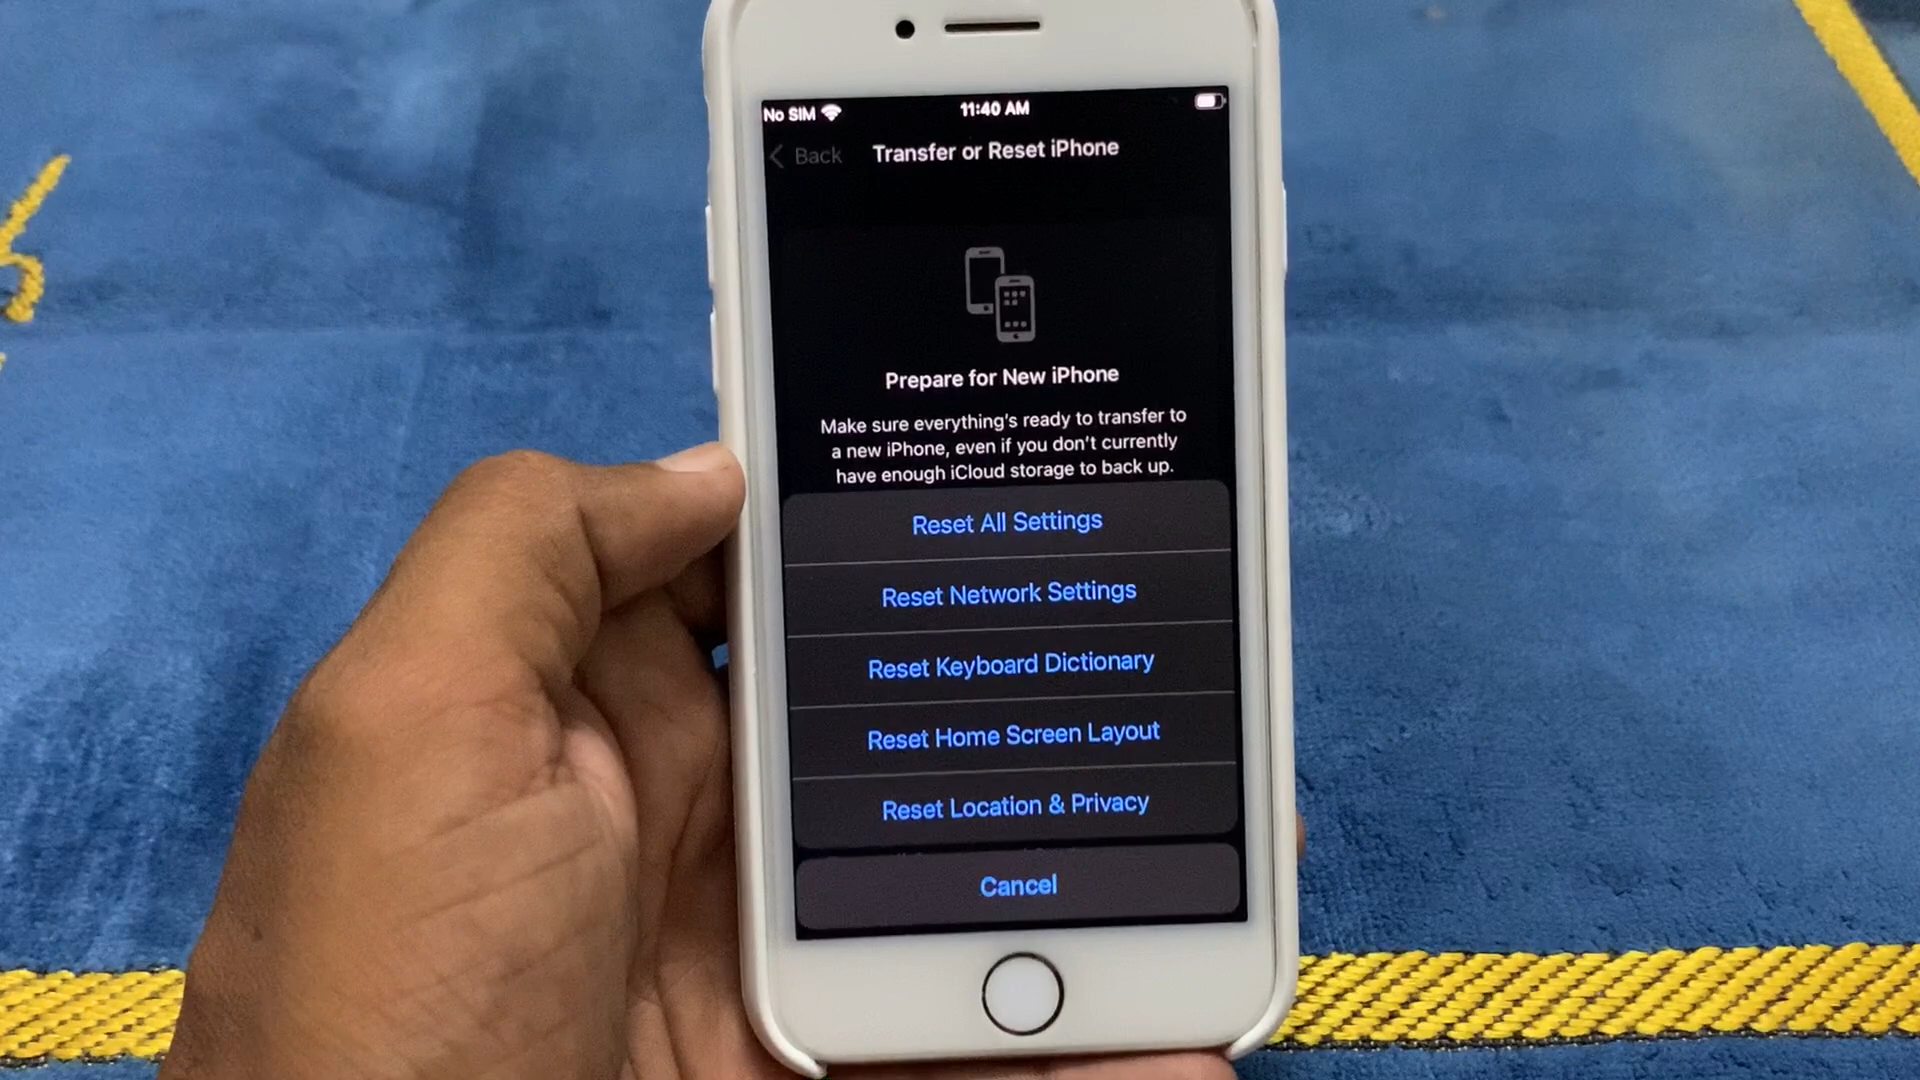 No SIM 11:40 AM
Back Transfer or Reset iPhone
Prepare for New iPhone
Make sure everything's ready to transfer to
a new iPhone, even if you don't currently
have enough iCloud storage to back up.
Reset All Settings
Reset Network Settings
Reset Keyboard Dictionary
Reset Home Screen Layout
Reset Location & Privacy
Cancel